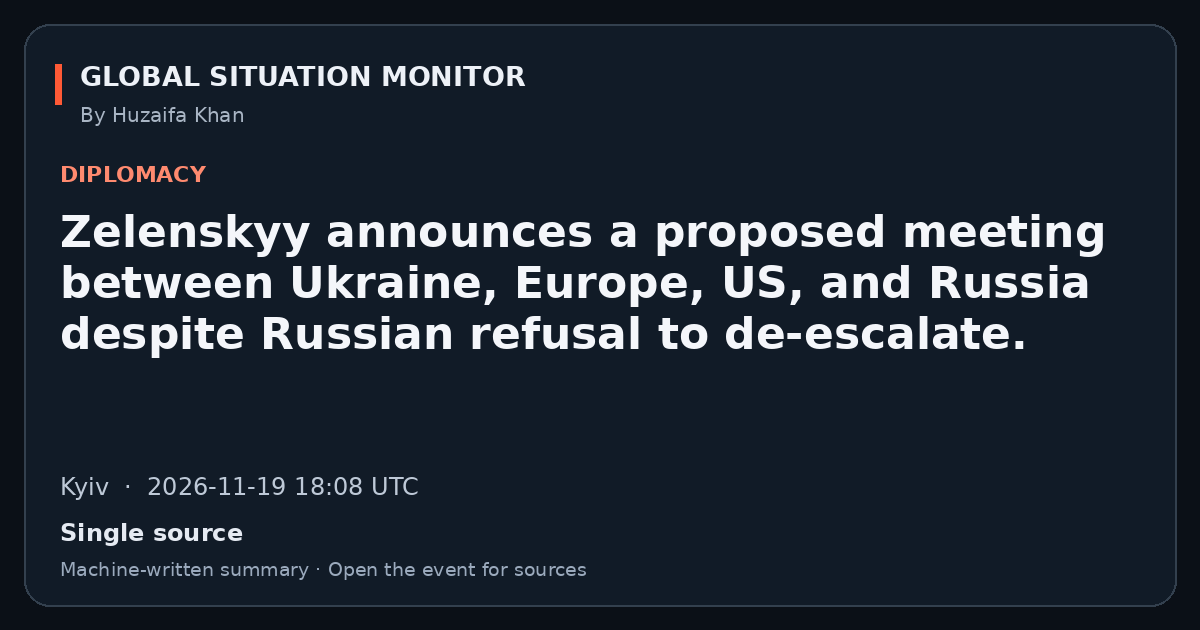 GLOBAL SITUATION MONITOR
By Huzaifa Khan
DIPLOMACY
Zelenskyy announces a proposed meeting
between Ukraine, Europe, US, and Russia
despite Russian refusal to de-escalate.
Kyiv · 2026-11-19 18:08 UTC
Single source
Machine-written summary · Open the event for sources